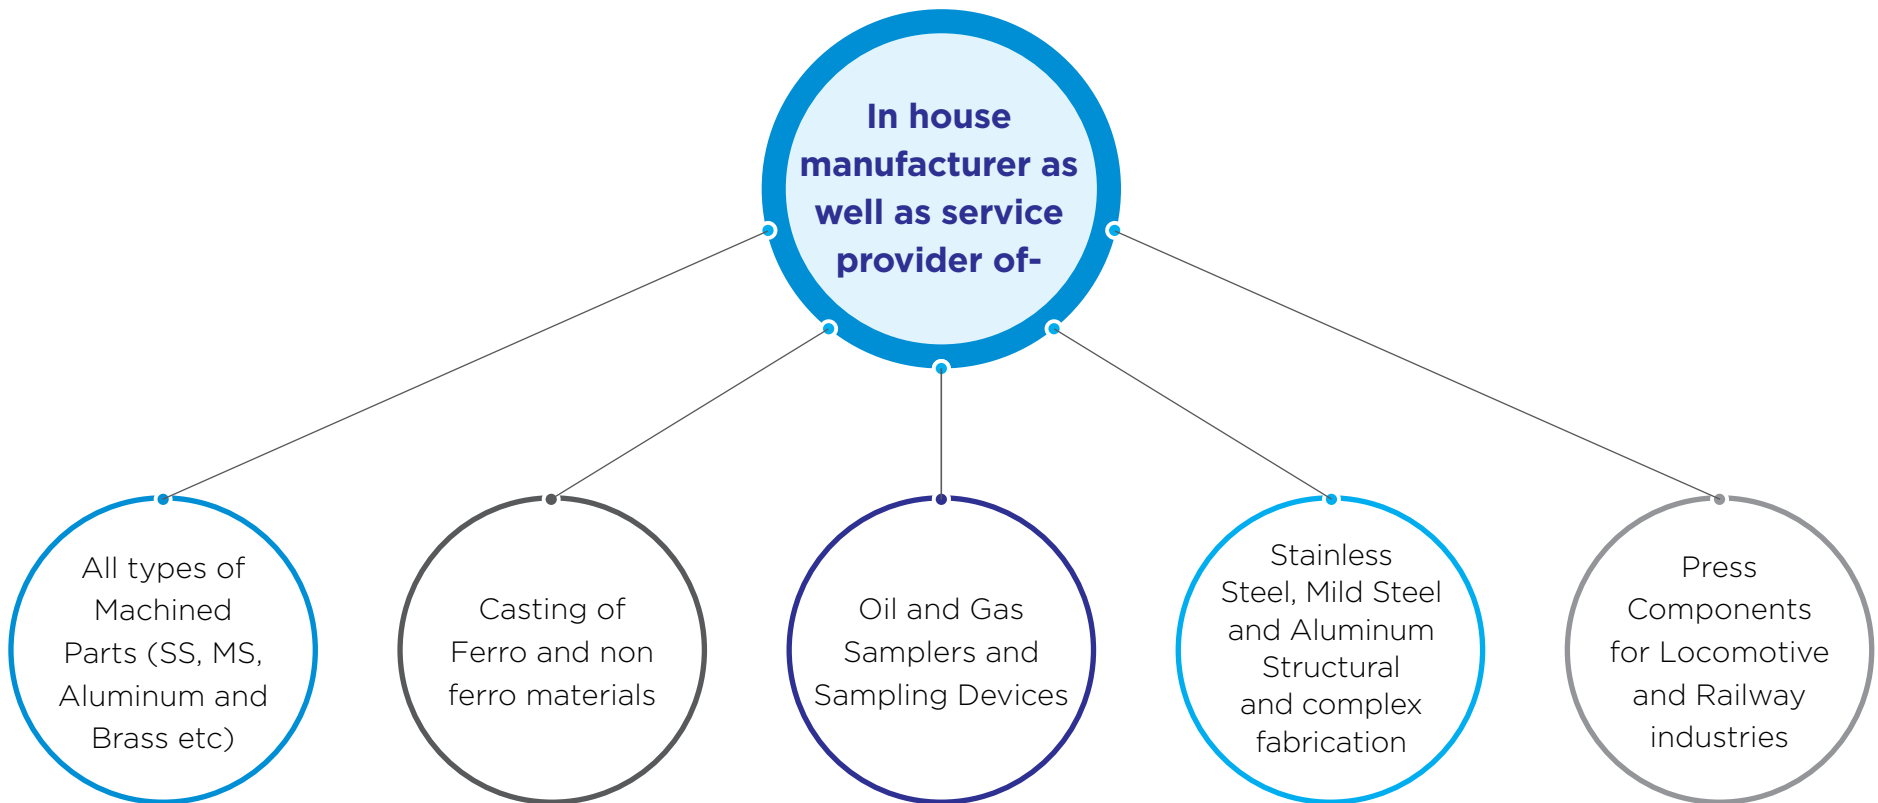 In house
manufacturer as
well as service
provider of-
All types of
Machined
Parts (SS, MS,
Aluminum and
Brass etc)
Casting of
Ferro and non
ferro materials
Oil and Gas
Samplers and
Sampling Devices
Stainless
Steel, Mild Steel
and Aluminum
Structural
and complex
fabrication
Press
Components
for Locomotive
and Railway
industries